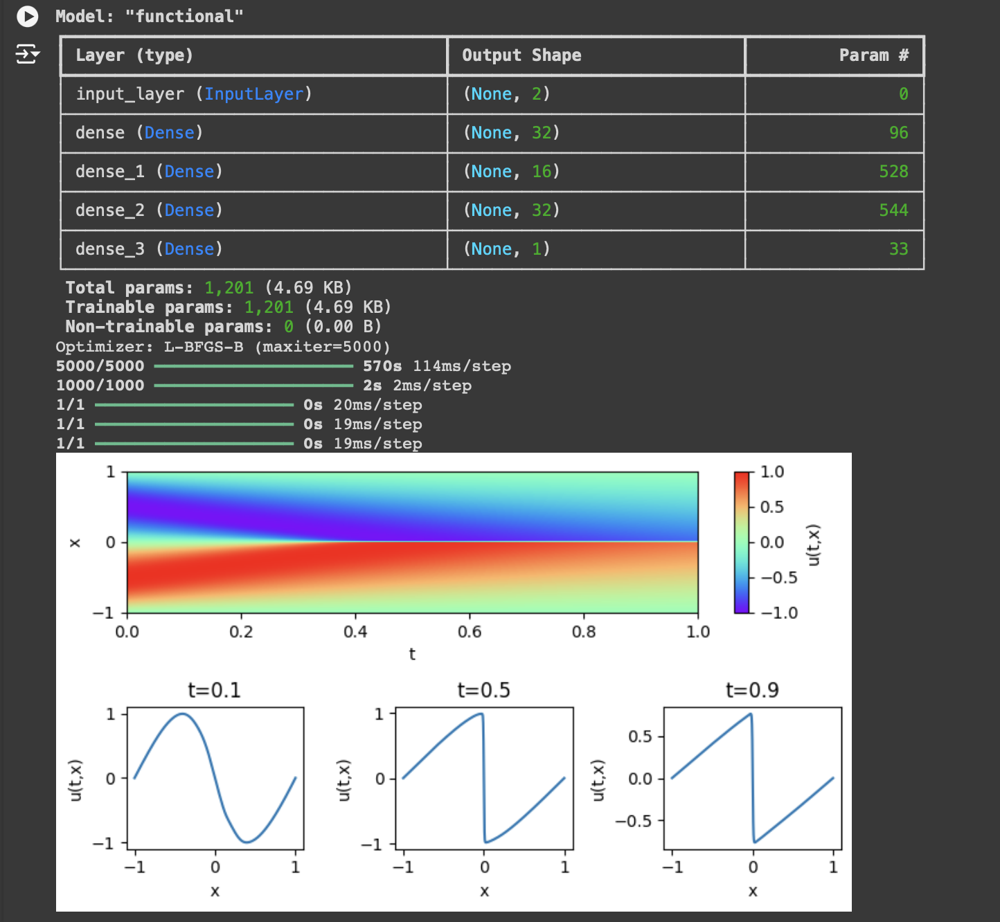 Model: "functional"
Layer (type) Output Shape Param #
input_layer (InputLayer) (None, 2) 0
dense (Dense) (None, 32) 96
dense_1 (Dense) (None, 16) 528
dense_2 (Dense) (None, 32) 544
dense_3 (Dense) (None, 1) 33
Total params: 1,201 (4.69 KB)
Trainable params: 1,201 (4.69 KB)
Non-trainable params: 0 (0.00 B)
Optimizer: L-BFGS-B (maxiter=5000)
5000/5000 570s 114ms/step
1000/1000 2s 2ms/step
1/1 0s 20ms/step
1/1 0s 19ms/step
1/1 0s 19ms/step
1
0
−1
x
0.0 0.2 0.4 0.6 0.8 1.0
t
1.0
0.5
0.0
−0.5
−1.0
u(t,x)
t=0.1
1
0
−1
u(t,x)
−1 0 1
x
t=0.5
1
0
−1
u(t,x)
−1 0 1
x
t=0.9
0.5
0.0
−0.5
u(t,x)
−1 0 1
x